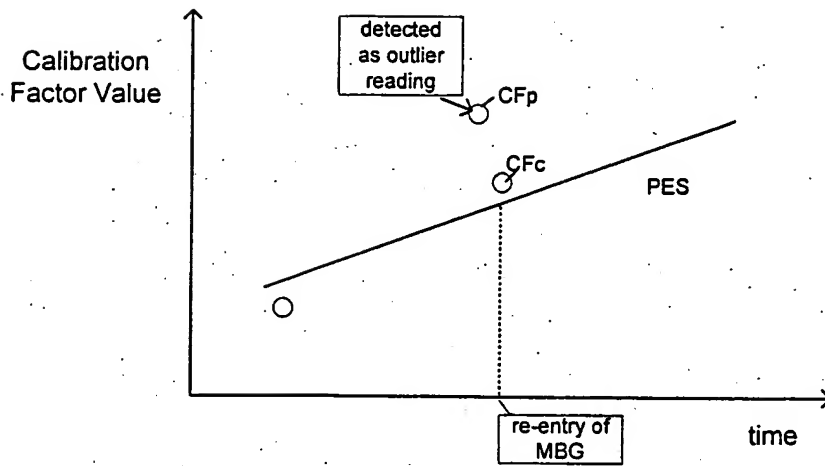 detected
as outlier
reading
Calibration
Factor Value
CFp
CFc
PES
re-entry of
MBG
time